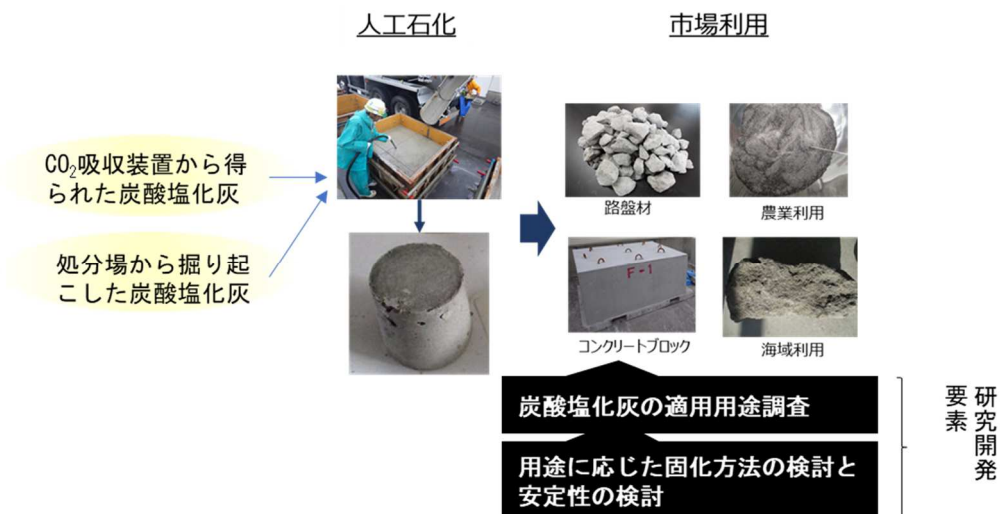 人工石化
市場利用
CO₂吸収装置から得
られた炭酸塩化灰
処分場から掘り起
こした炭酸塩化灰
路盤材
農業利用
F-1
コンクリートブロック
海域利用
炭酸塩化灰の適用用途調査
用途に応じた固化方法の検討と
安定性の検討
研究開発
要素